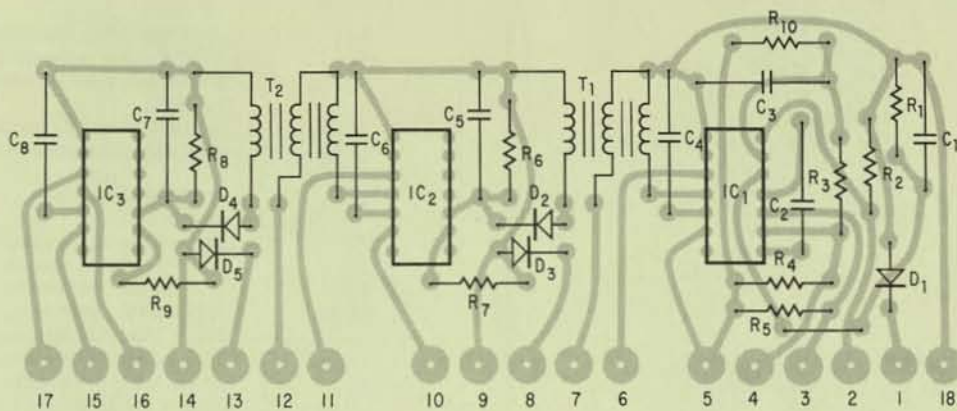 R10
T2 T1
C8 C7 R8 C6 C5 R6 C4 C3 R1 C1
IC3 IC2 IC1 C2 R3 R2
D4 D2
D5 D3 R4 D1
R9 R7 R5
17 15 16 14 13 12 11 10 9 8 7 6 5 4 3 2 1 18